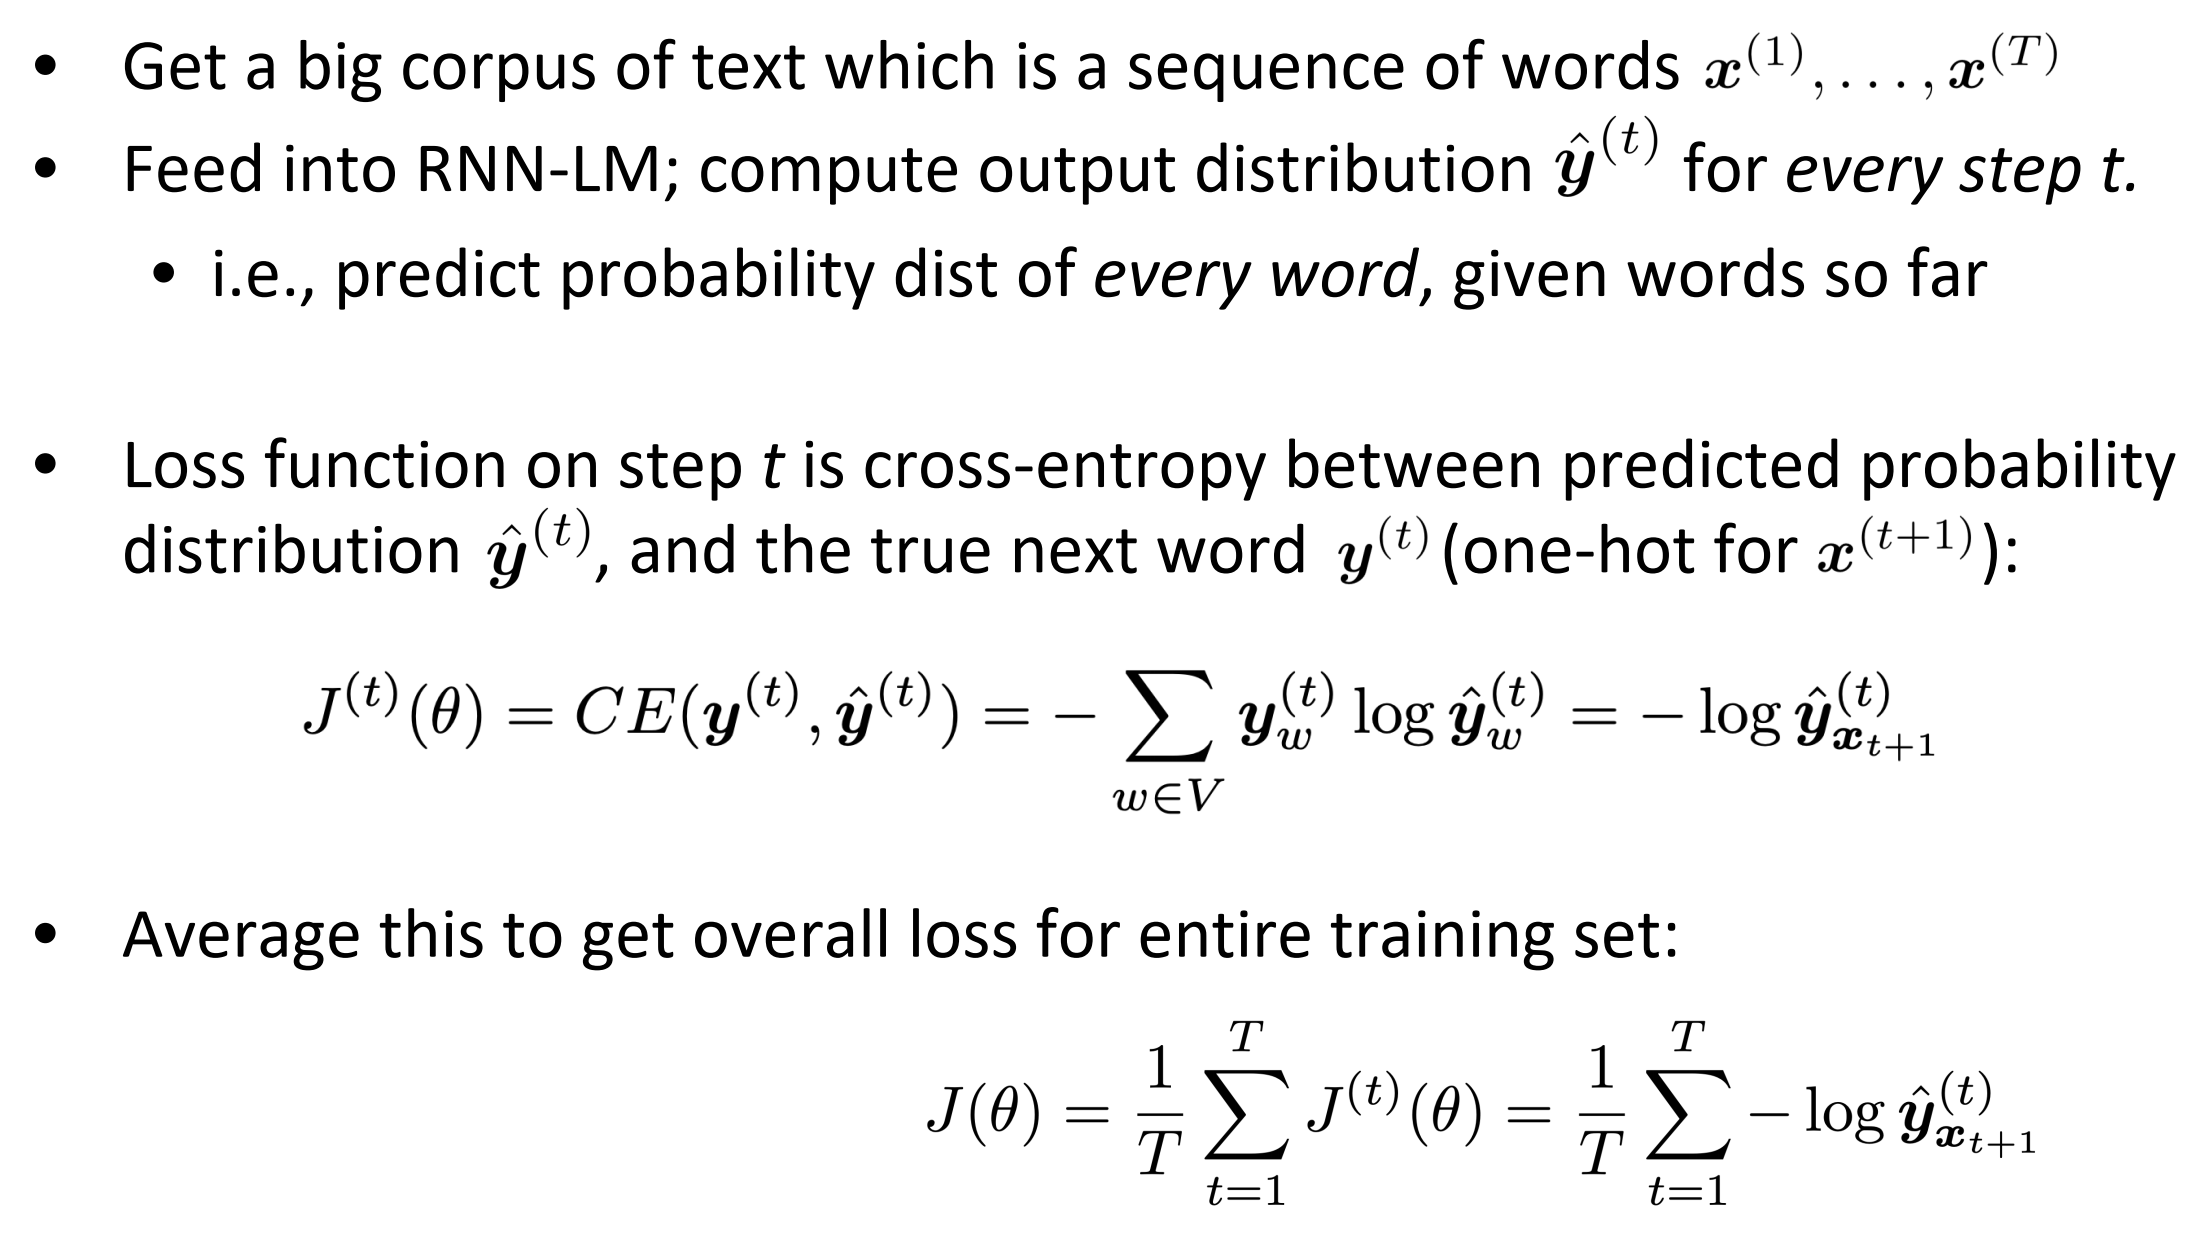 • Get a big corpus of text which is a sequence of words $\boldsymbol{x}^{(1)}, \ldots, \boldsymbol{x}^{(T)}$
• Feed into RNN-LM; compute output distribution $\hat{\boldsymbol{y}}^{(t)}$ for every step t.
• i.e., predict probability dist of every word, given words so far
• Loss function on step t is cross-entropy between predicted probability
distribution $\hat{\boldsymbol{y}}^{(t)}$, and the true next word $\boldsymbol{y}^{(t)}$ (one-hot for $\boldsymbol{x}^{(t+1)}$):
$J^{(t)}(\theta) = CE(\boldsymbol{y}^{(t)}, \hat{\boldsymbol{y}}^{(t)}) = -\sum_{w \in V} \boldsymbol{y}_w^{(t)} \log \hat{\boldsymbol{y}}_w^{(t)} = -\log \hat{\boldsymbol{y}}_{\boldsymbol{x}_{t+1}}^{(t)}$
• Average this to get overall loss for entire training set:
$J(\theta) = \frac{1}{T} \sum_{t=1}^{T} J^{(t)}(\theta) = \frac{1}{T} \sum_{t=1}^{T} -\log \hat{\boldsymbol{y}}_{\boldsymbol{x}_{t+1}}^{(t)}$